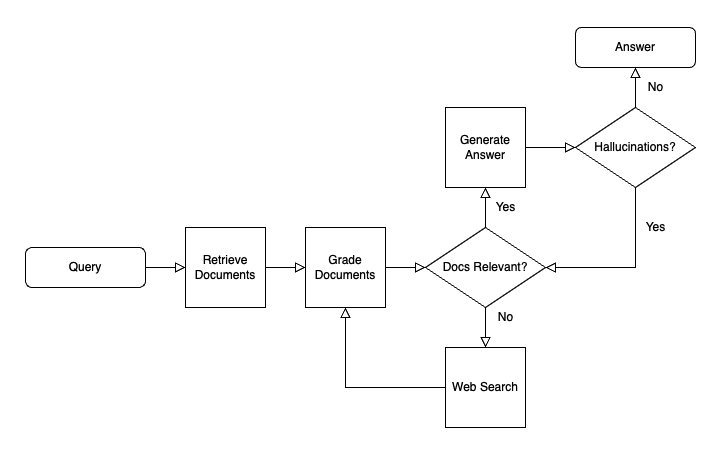 Answer
No
Generate
Answer
Hallucinations?
Yes
Yes
Query
Retrieve
Documents
Grade
Documents
Docs Relevant?
No
Web Search